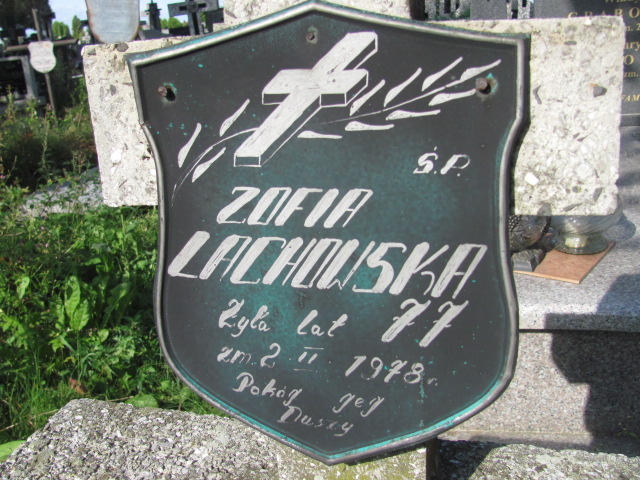 Ś.P.
ZOFIA
LACHOWSKA
Żyła lat 77
zm. 2 II 1978 r.
Pokój jej
Duszy